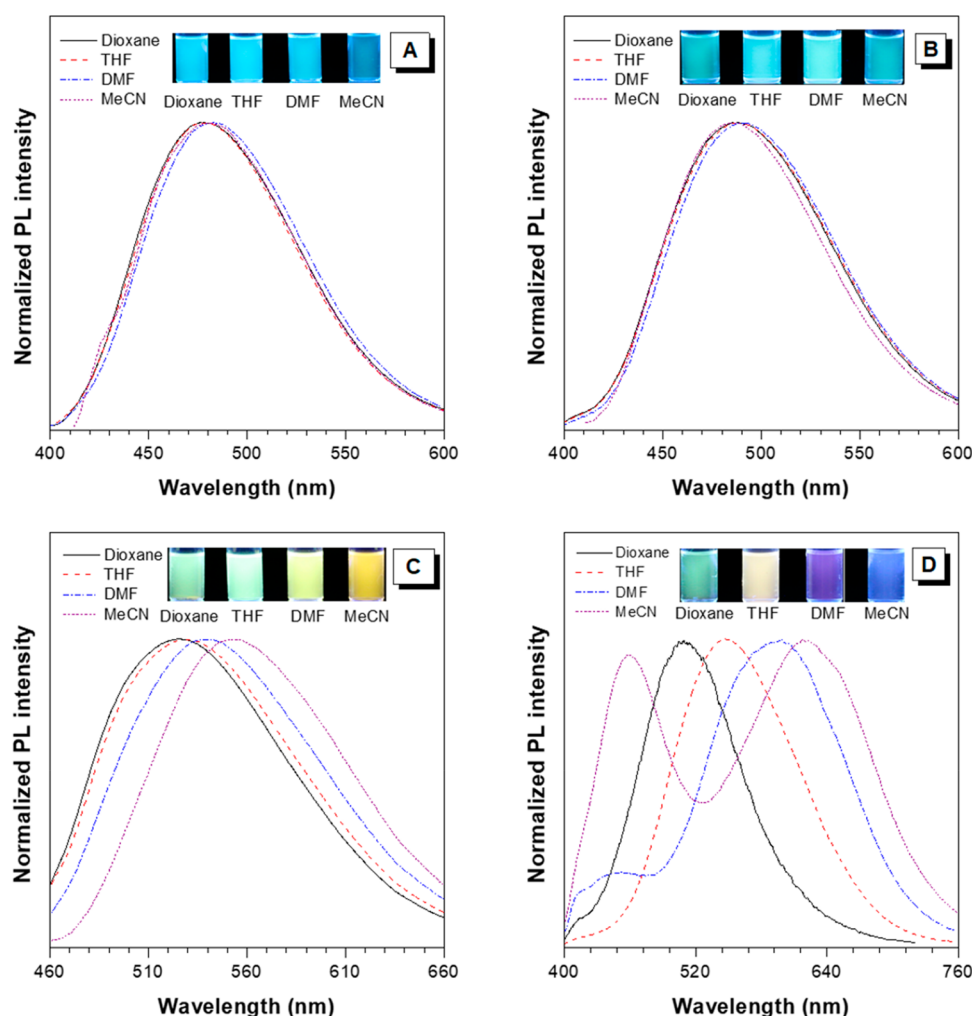 Dioxane
THF
DMF
MeCN
A
Dioxane THF DMF MeCN
Normalized PL intensity
400 450 500 550 600
Wavelength (nm)
Dioxane
THF
DMF
MeCN
B
Dioxane THF DMF MeCN
Normalized PL intensity
400 450 500 550 600
Wavelength (nm)
Dioxane
THF
DMF
MeCN
C
Dioxane THF DMF MeCN
Normalized PL intensity
460 510 560 610 660
Wavelength (nm)
Dioxane
THF
DMF
MeCN
D
Dioxane THF DMF MeCN
Normalized PL intensity
400 520 640 760
Wavelength (nm)